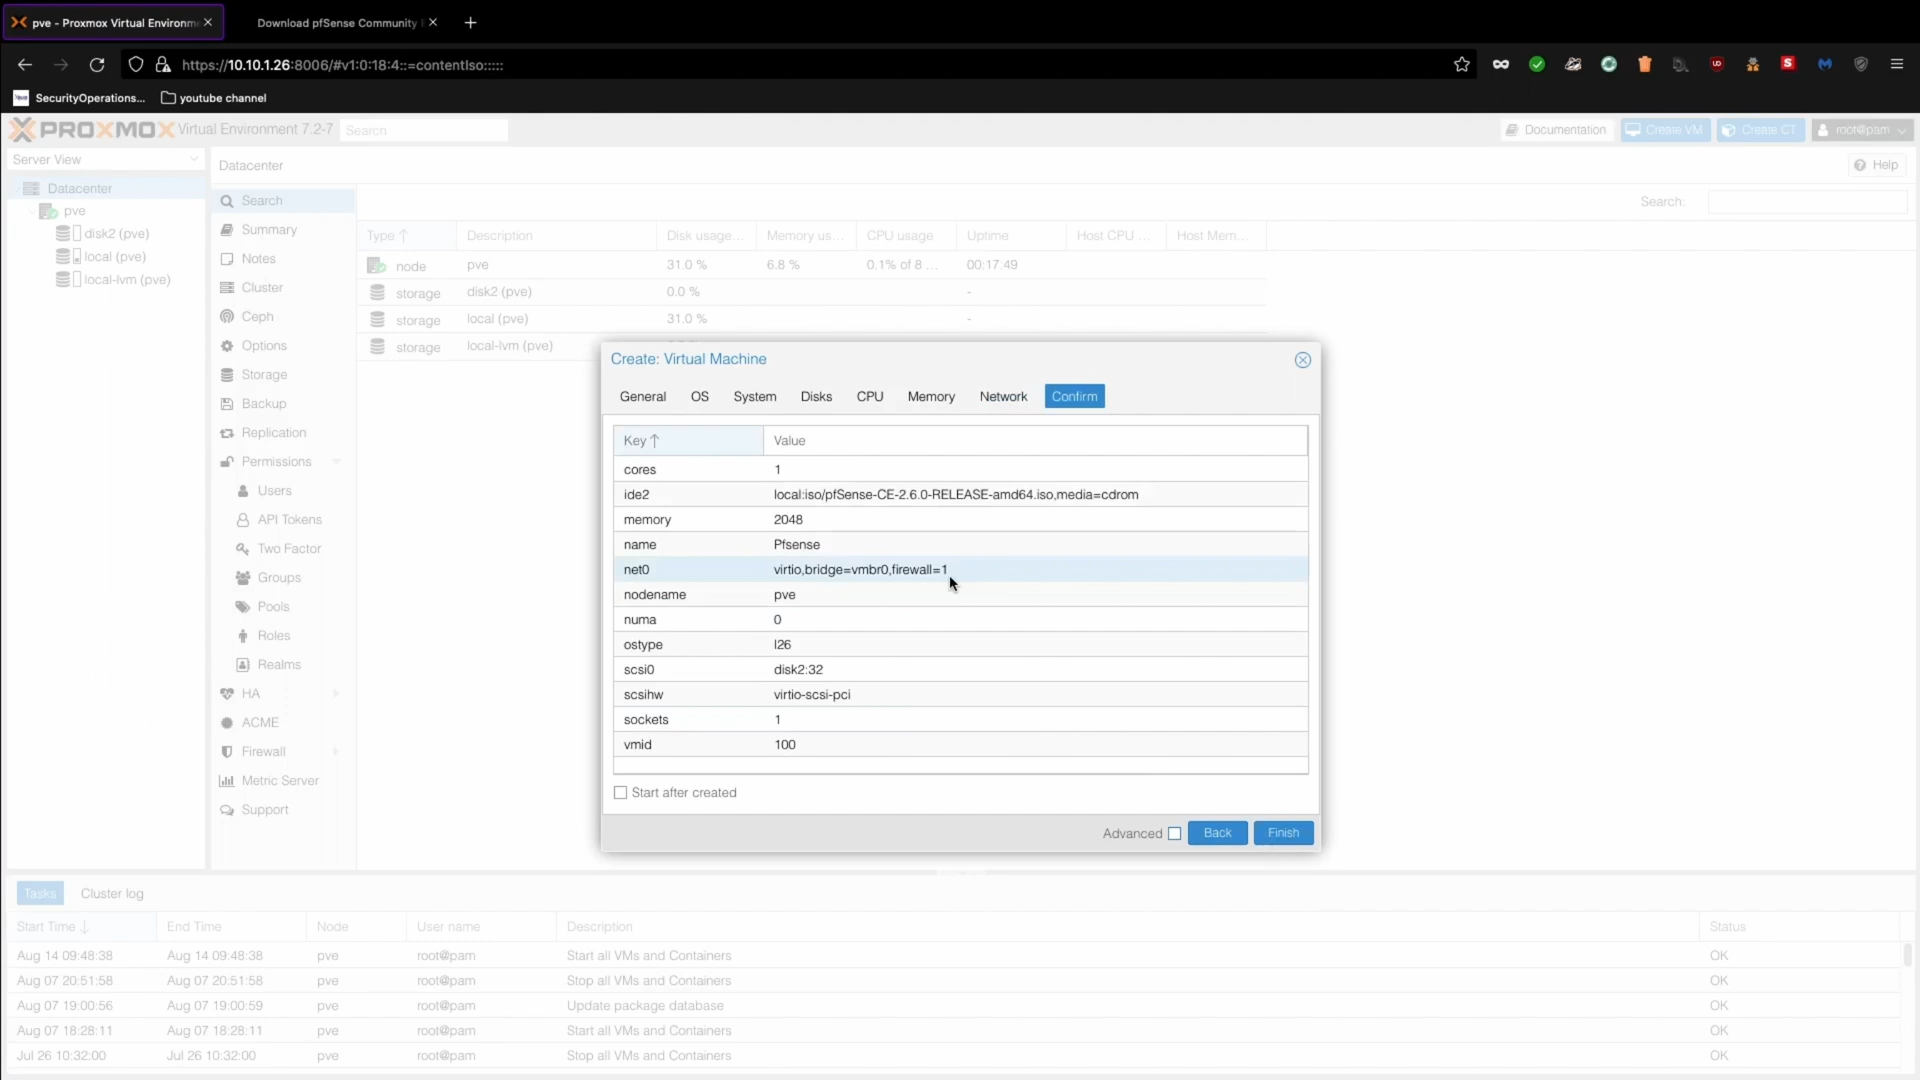 pve - Proxmox Virtual Environm
Download pfSense Community
https://10.10.1.26:8006/#v1:0:18:4::=contentIso:::::
SecurityOperations...
youtube channel
PROXMOX Virtual Environment 7.2-7
Search
Documentation
Create VM
Create CT
root@pam
Server View
Datacenter
Help
Datacenter
pve
disk2 (pve)
local (pve)
local-lvm (pve)
Search
Summary
Notes
Cluster
Ceph
Options
Storage
Backup
Replication
Permissions
Users
API Tokens
Two Factor
Groups
Pools
Roles
Realms
HA
ACME
Firewall
Metric Server
Support
Search:
Type Description Disk usage... Memory us... CPU usage Uptime Host CPU ... Host Mem...
node pve 31.0 % 6.8 % 0.1% of 8 ... 00:17:49
storage disk2 (pve) 0.0 % -
storage local (pve) 31.0 % -
storage local-lvm (pve)
Create: Virtual Machine
General OS System Disks CPU Memory Network Confirm
Key Value
cores 1
ide2 local:iso/pfSense-CE-2.6.0-RELEASE-amd64.iso,media=cdrom
memory 2048
name Pfsense
net0 virtio,bridge=vmbr0,firewall=1
nodename pve
numa 0
ostype l26
scsi0 disk2:32
scsihw virtio-scsi-pci
sockets 1
vmid 100
Start after created
Advanced Back Finish
Tasks Cluster log
Start Time End Time Node User name Description Status
Aug 14 09:48:38 Aug 14 09:48:38 pve root@pam Start all VMs and Containers OK
Aug 07 20:51:58 Aug 07 20:51:58 pve root@pam Stop all VMs and Containers OK
Aug 07 19:00:56 Aug 07 19:00:59 pve root@pam Update package database OK
Aug 07 18:28:11 Aug 07 18:28:11 pve root@pam Start all VMs and Containers OK
Jul 26 10:32:00 Jul 26 10:32:00 pve root@pam Stop all VMs and Containers OK